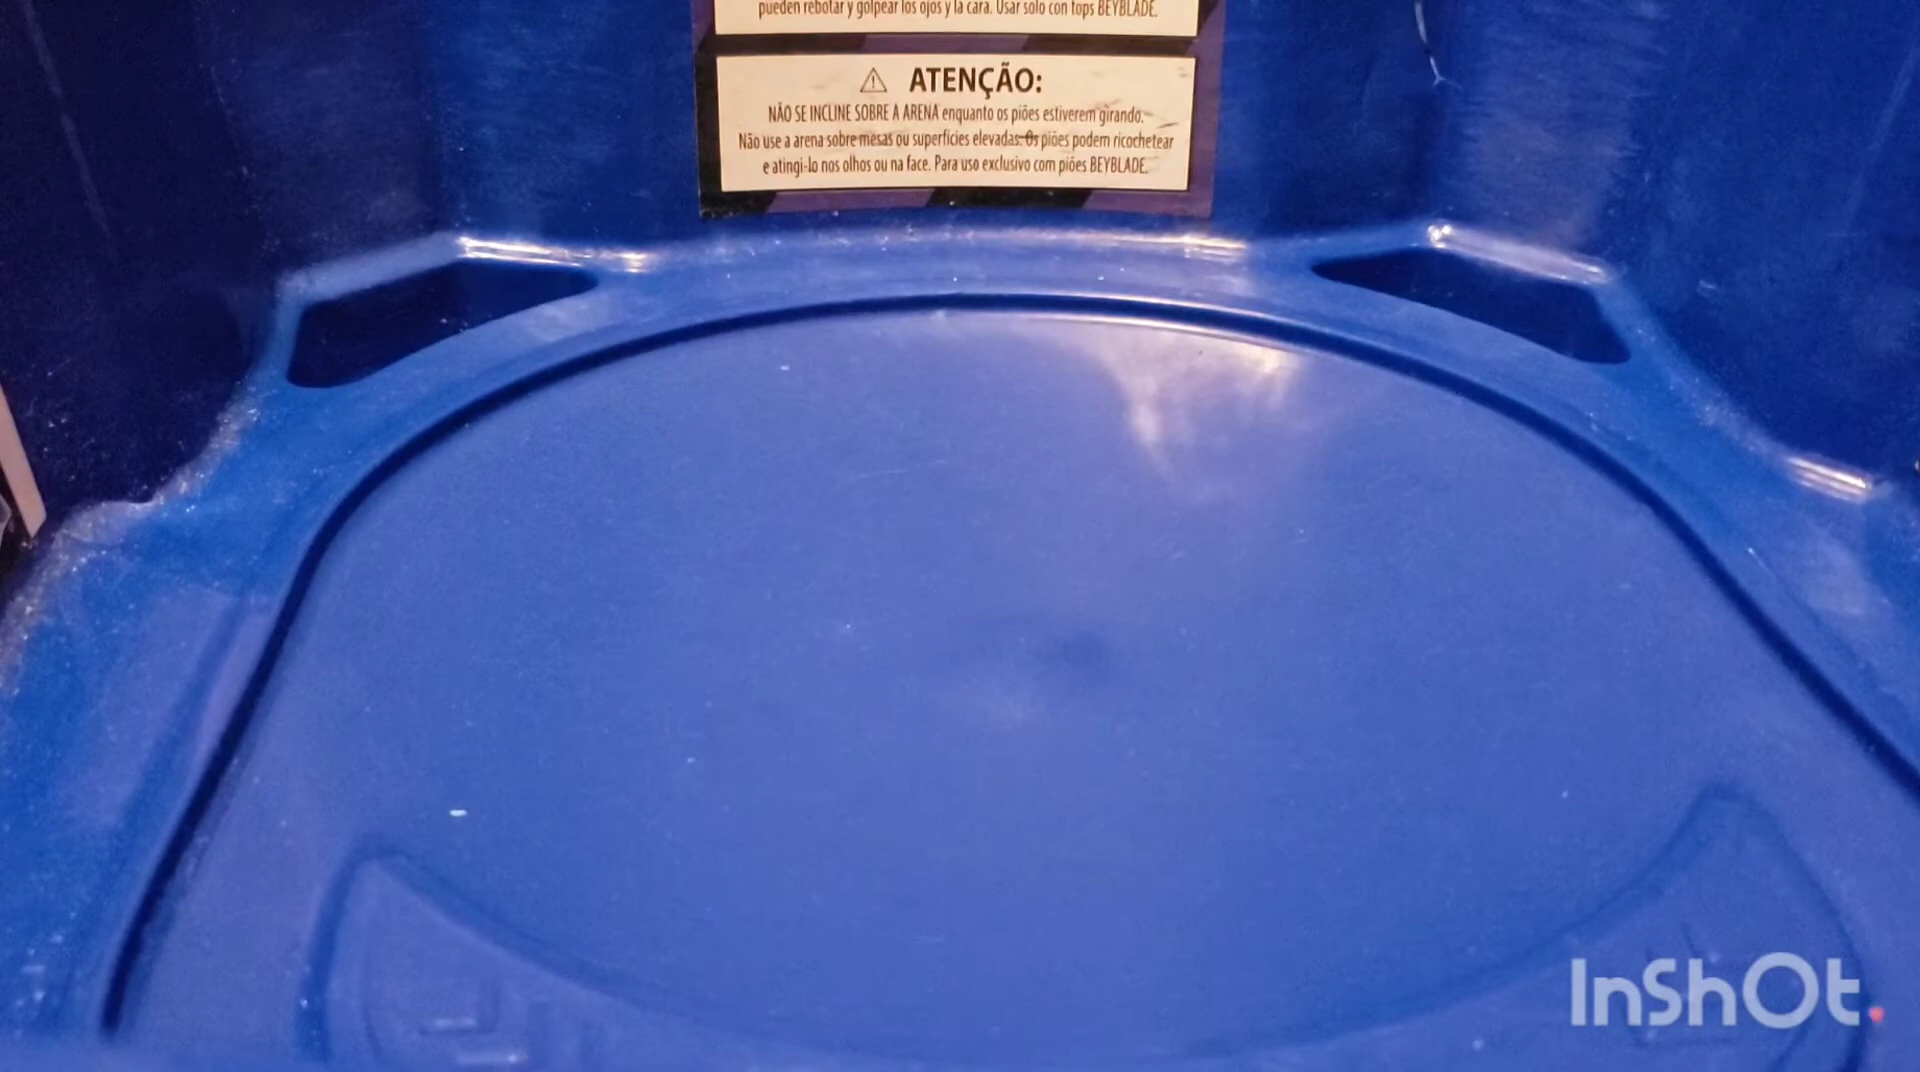 pueden rebotar y golpear los ojos y la cara. Usar solo con tops BEYBLADE.
ATENÇÃO:
NÃO SE INCLINE SOBRE A ARENA enquanto os piões estiverem girando.
Não use a arena sobre mesas ou superfícies elevadas. Os piões podem ricochetear
e atingi-lo nos olhos ou na face. Para uso exclusivo com piões BEYBLADE.
InShOt.